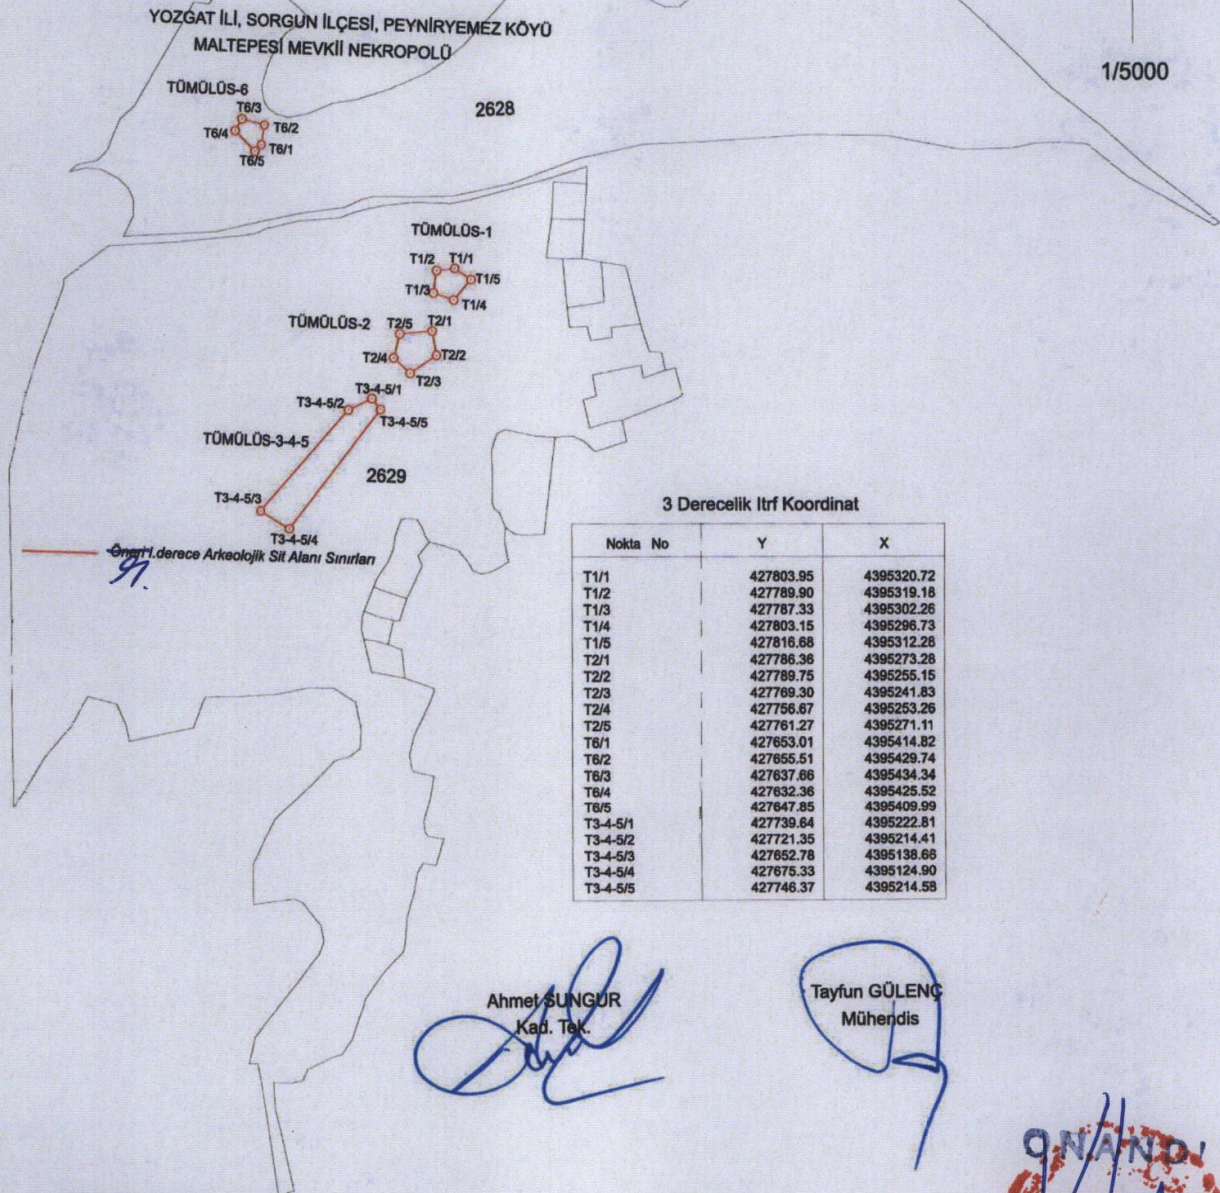 YOZGAT İLİ, SORGUN İLÇESİ, PEYNİRYEMEZ KÖYÜ
MALTEPESİ MEVKİİ NEKROPOLÜ
1/5000
TÜMÜLÜS-6
2628
T6/3
T6/2
T6/4
T6/1
T6/5
TÜMÜLÜS-1
T1/2 T1/1
T1/5
T1/3
T1/4
TÜMÜLÜS-2
T2/5 T2/1
T2/4 T2/2
T2/3
T3-4-5/1
T3-4-5/2
T3-4-5/5
TÜMÜLÜS-3-4-5
2629
T3-4-5/3
T3-4-5/4
Öneri I.derece Arkeolojik Sit Alanı Sınırları
3 Derecelik Itrf Koordinat
Nokta No Y X
T1/1 427803.95 4395320.72
T1/2 427789.90 4395319.18
T1/3 427787.33 4395302.26
T1/4 427803.15 4395296.73
T1/5 427816.68 4395312.28
T2/1 427786.36 4395273.28
T2/2 427789.75 4395255.15
T2/3 427769.30 4395241.83
T2/4 427756.67 4395253.26
T2/5 427761.27 4395271.11
T6/1 427653.01 4395414.82
T6/2 427655.51 4395429.74
T6/3 427637.66 4395434.34
T6/4 427632.36 4395425.52
T6/5 427647.85 4395409.99
T3-4-5/1 427739.64 4395222.81
T3-4-5/2 427721.35 4395214.41
T3-4-5/3 427652.78 4395138.66
T3-4-5/4 427675.33 4395124.90
T3-4-5/5 427746.37 4395214.58
Ahmet SUNGUR
Kad. Tek.
Tayfun GÜLENÇ
Mühendis
ONANDI